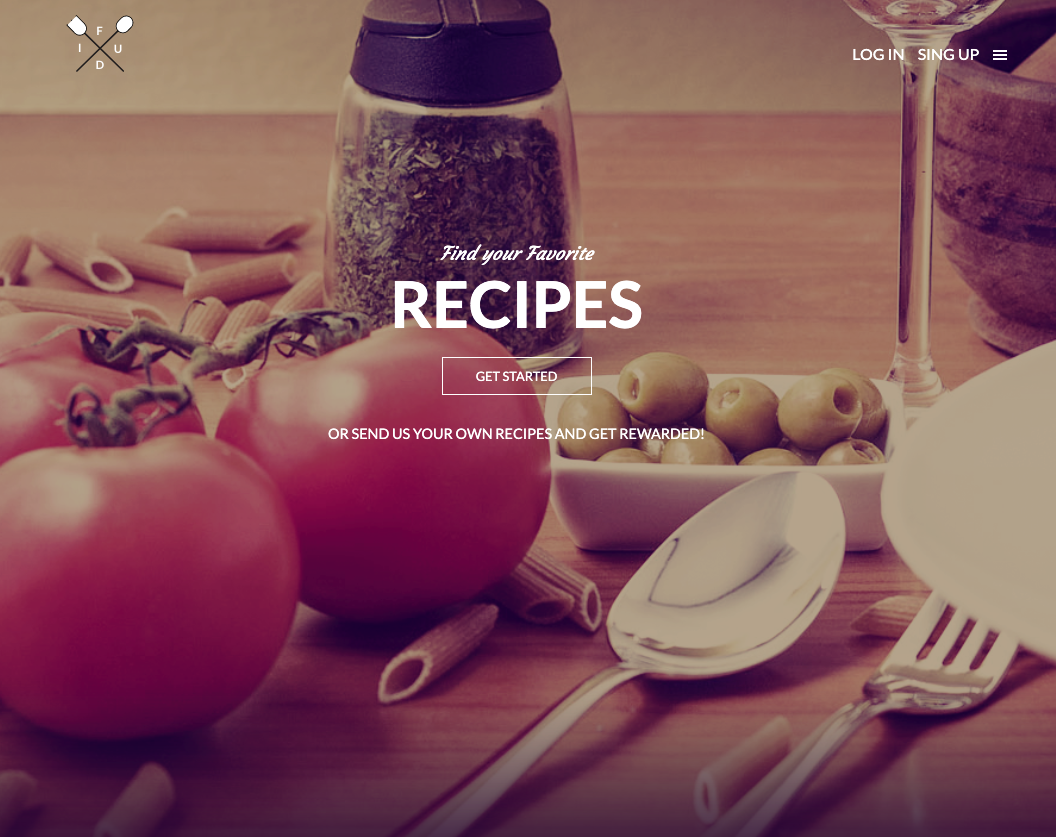 F
I U
D
LOG IN SING UP
Find your Favorite
RECIPES
GET STARTED
OR SEND US YOUR OWN RECIPES AND GET REWARDED!